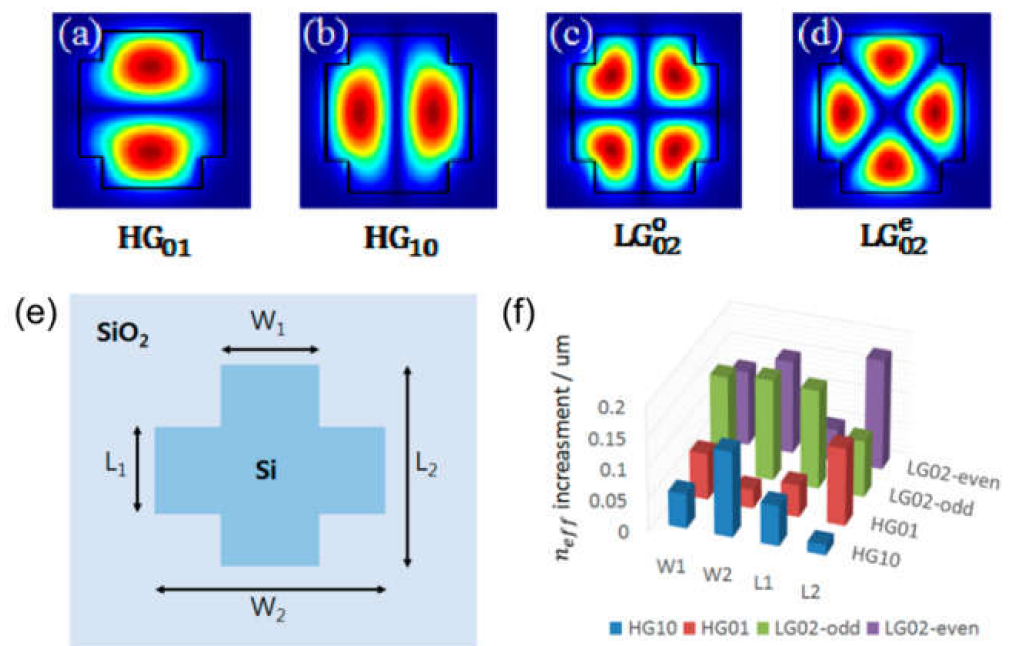 (a) (b) (c) (d)
HG₀₁ HG₁₀ LG₀₂ᵒ LG₀₂ᵉ
(e)
SiO₂
W₁
L₁
Si
L₂
W₂
(f)
n_eff increasment / um
0.2
0.15
0.1
0.05
0
W1
W2
L1
L2
LG02-even
LG02-odd
HG01
HG10
HG10 HG01 LG02-odd LG02-even